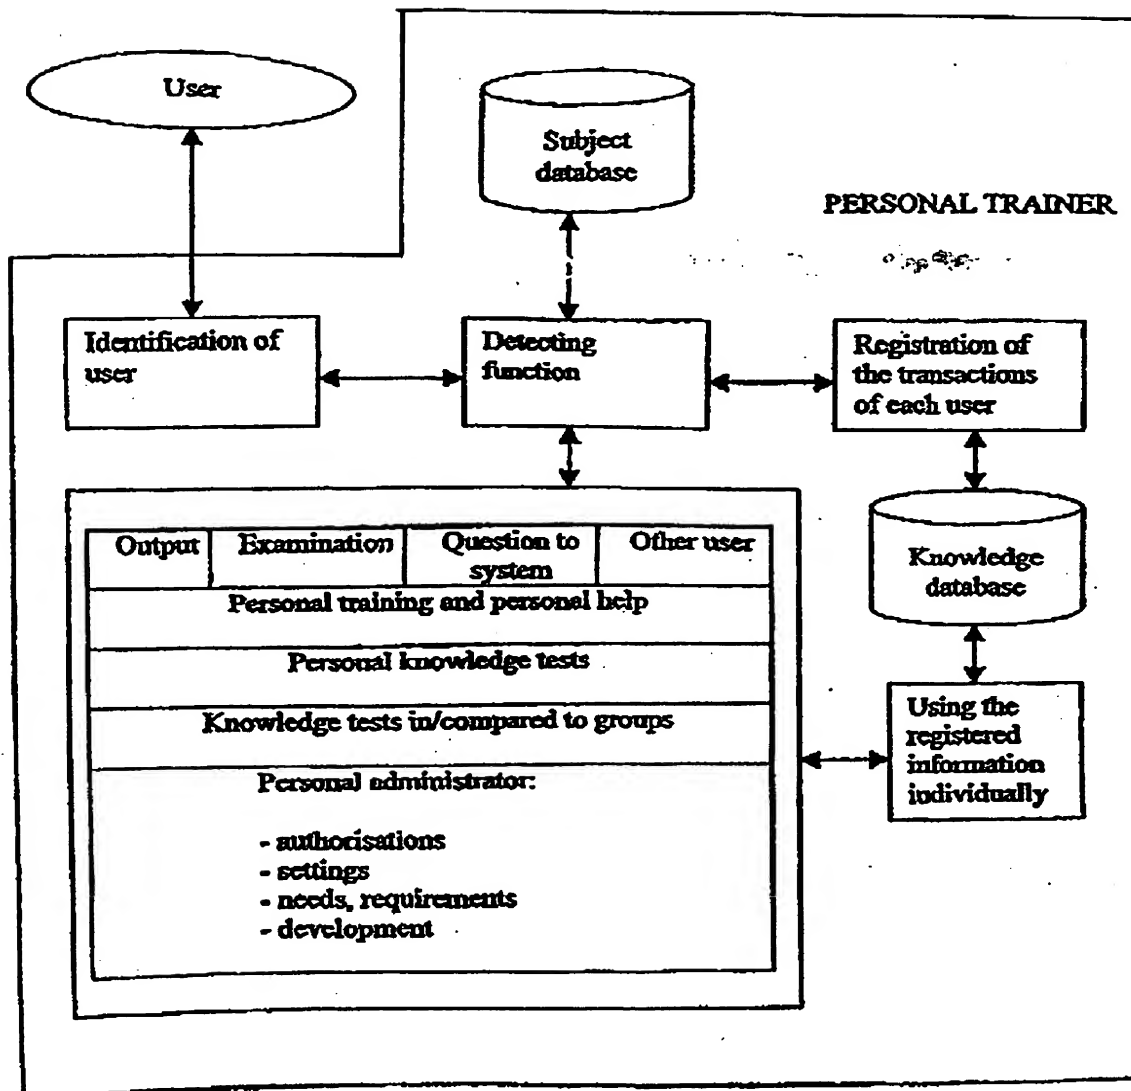 User
Subject
database
PERSONAL TRAINER
Identification of
user
Detecting
function
Registration of
the transactions
of each user
Output
Examination
Question to
system
Other user
Personal training and personal help
Personal knowledge tests
Knowledge tests in/compared to groups
Personal administrator:
- authorisations
- settings
- needs, requirements
- development
Knowledge
database
Using the
registered
information
individually